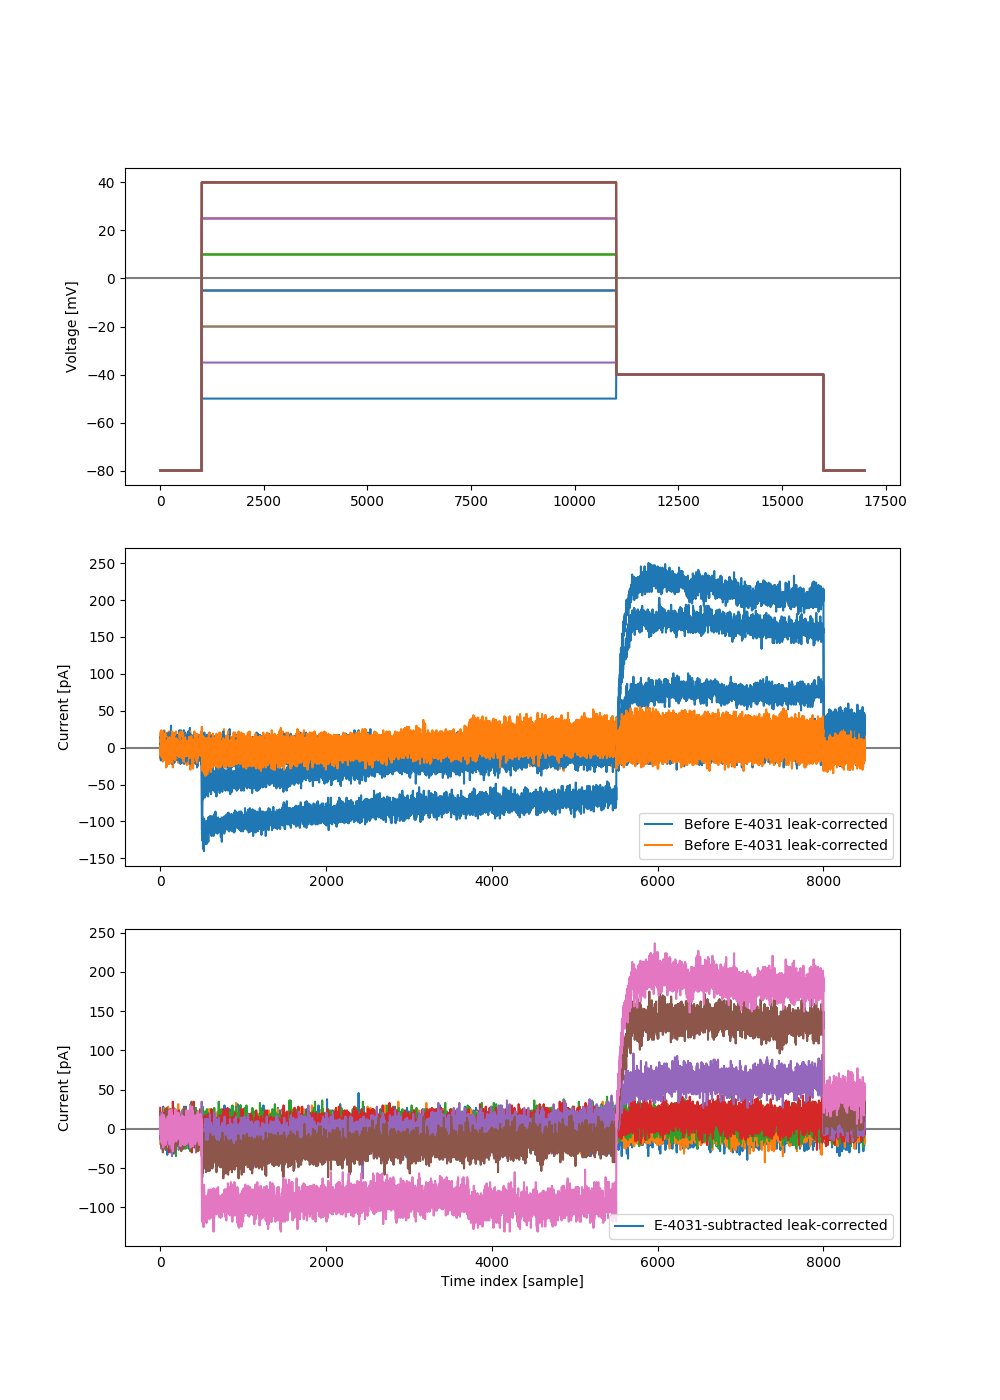 40
20
0
−20
−40
−60
−80
Voltage [mV]
0 2500 5000 7500 10000 12500 15000 17500
250
200
150
100
50
0
−50
−100
−150
Current [pA]
Before E-4031 leak-corrected
Before E-4031 leak-corrected
0 2000 4000 6000 8000
250
200
150
100
50
0
−50
−100
Current [pA]
E-4031-subtracted leak-corrected
0 2000 4000 6000 8000
Time index [sample]